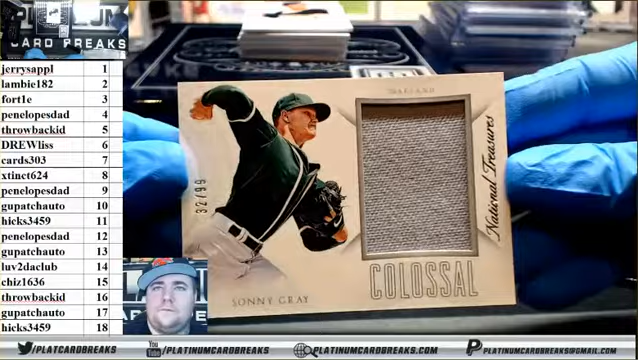 CARD BREAKS
jerrysappl 1
lambie182 2
fort1e 3
penelopesdad 4
throwbackid 5
DREWliss 6
cards303 7
xtinct624 8
penelopesdad 9
gupatchauto 10
hicks3459 11
penelopesdad 12
gupatchauto 13
luv2daclub 14
chiz1636 15
throwbackid 16
gupatchauto 17
hicks3459 18
OAKLAND
National Treasures
32/99
COLOSSAL
SONNY GRAY
/PLATCARDBREAKS
You Tube /PLATINUMCARDBREAKS
PLATINUMCARDBREAKS.COM
PLATINUMCARDBREAKS@GMAIL.COM